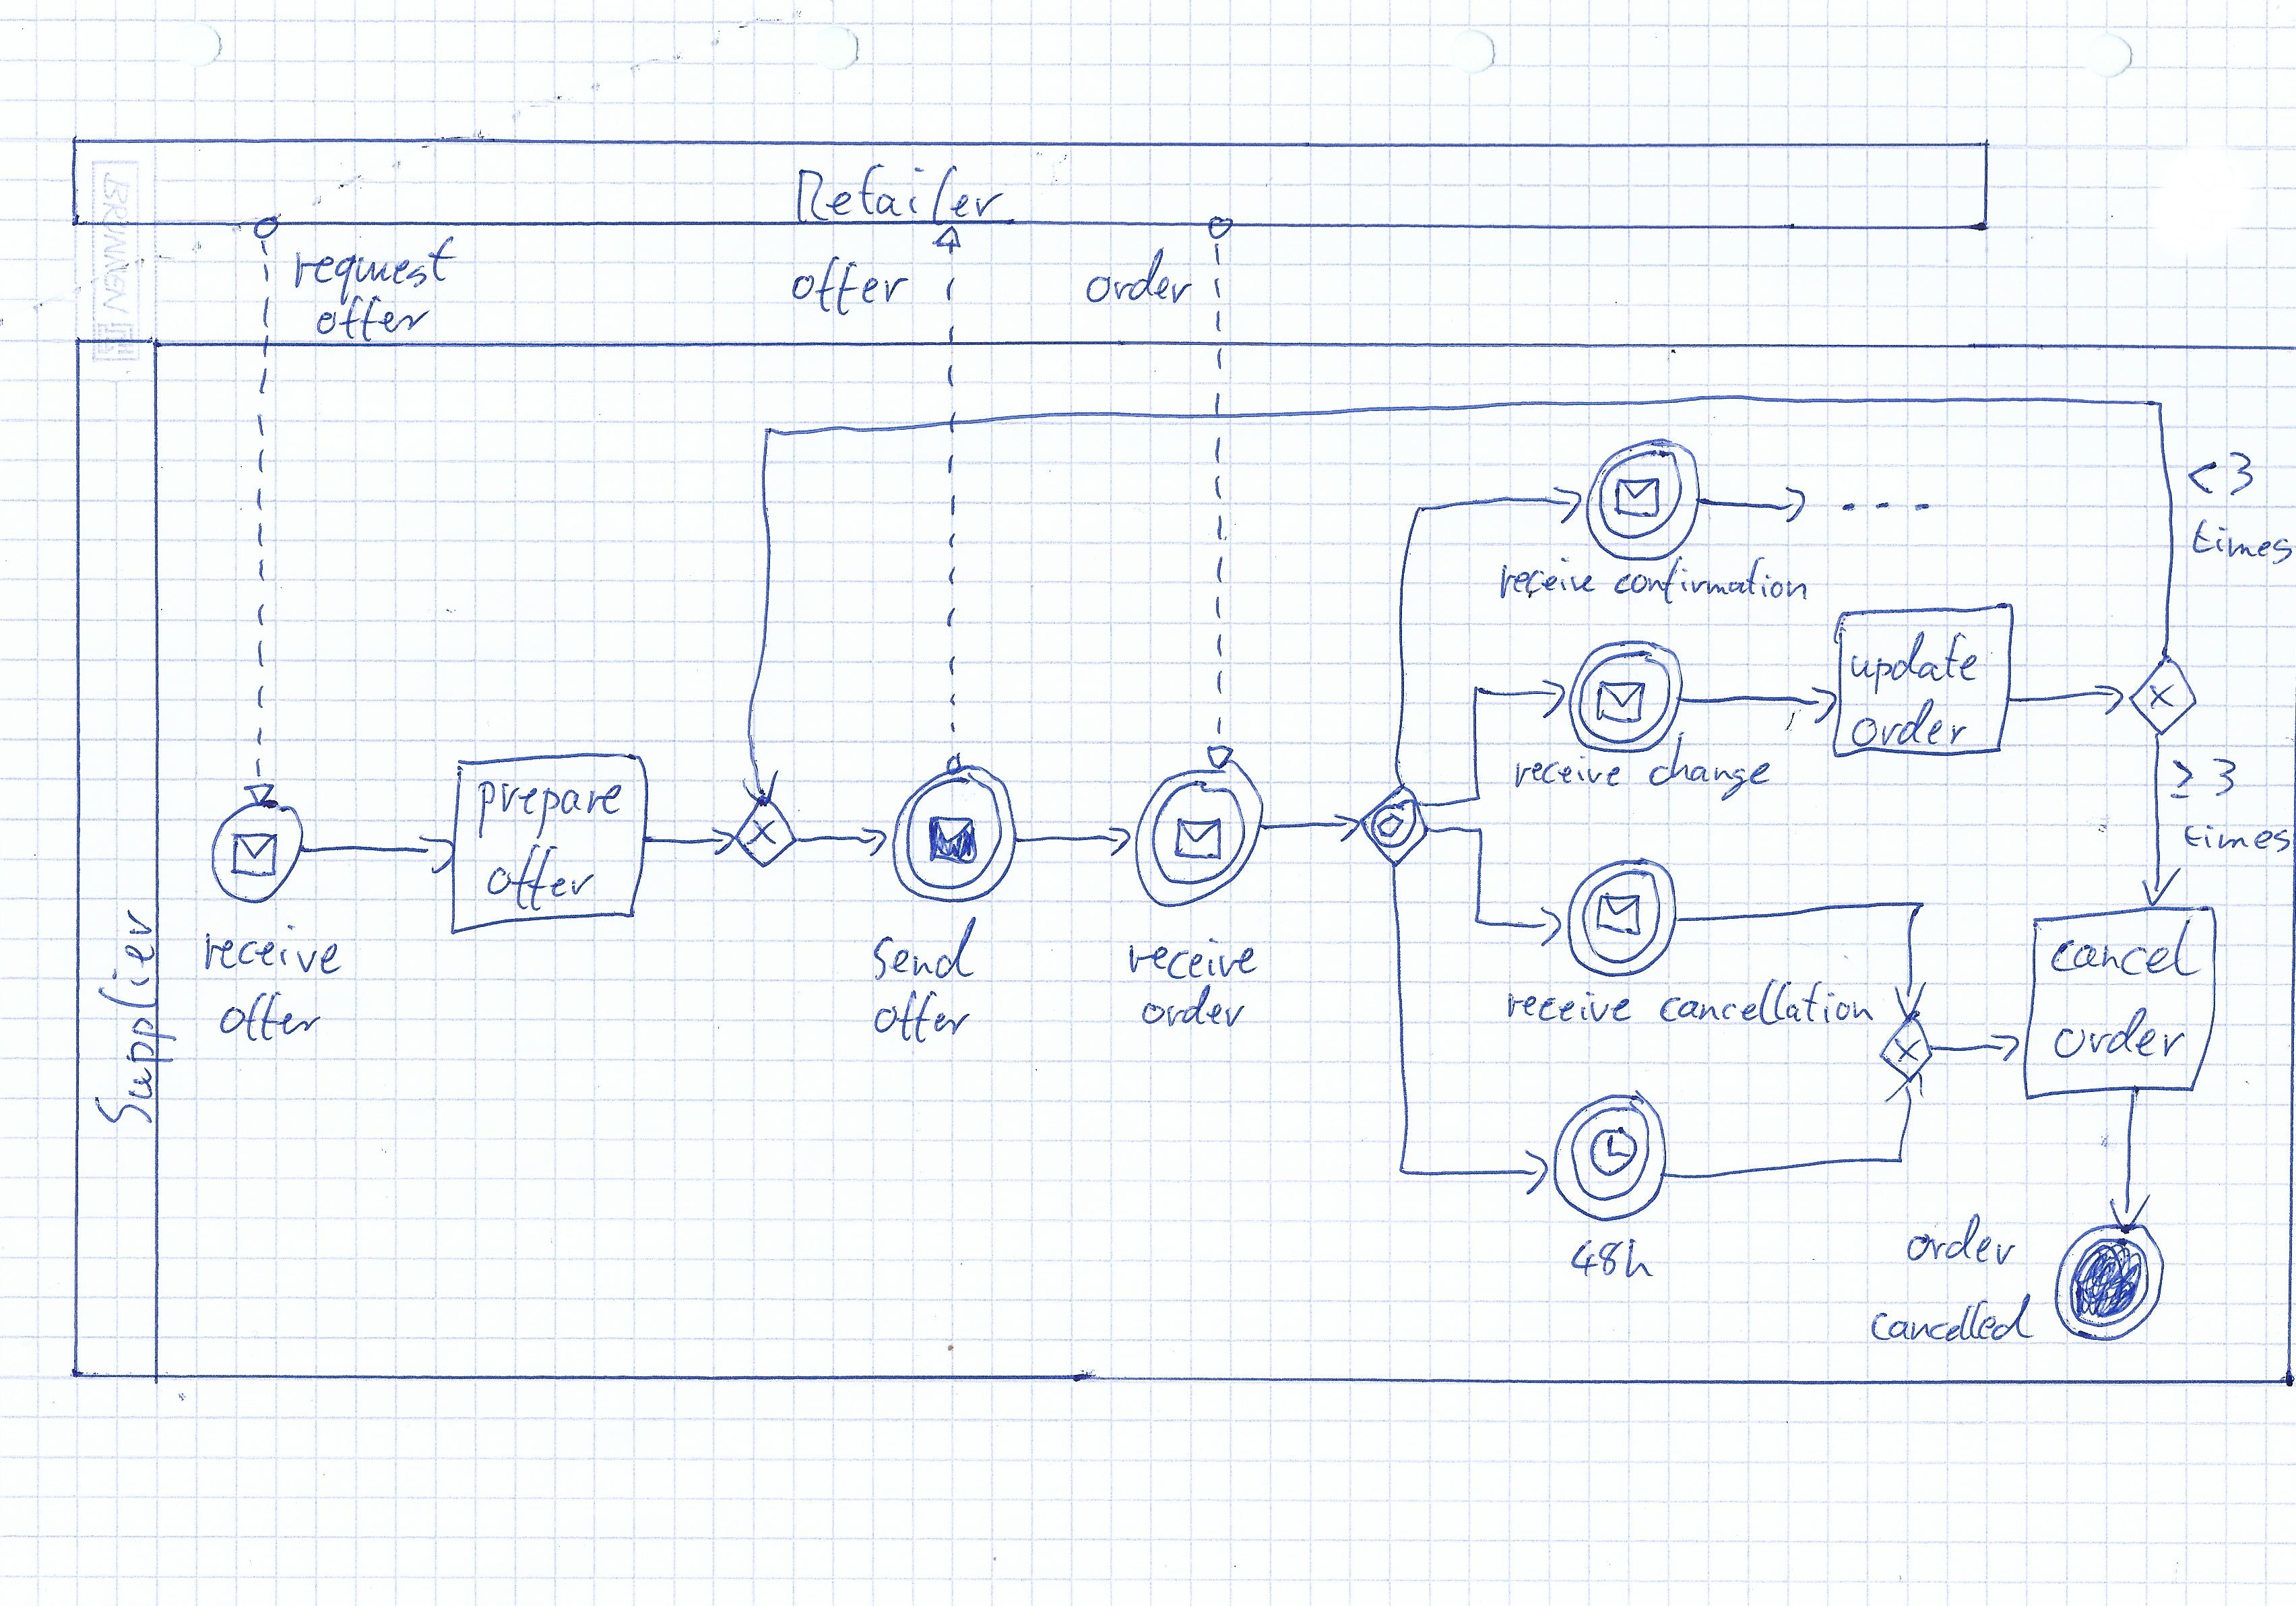 Retailer
request
offer
offer
order
BRUNNEN
Supplier
receive
offer
prepare
offer
send
offer
receive
order
receive confirmation
receive change
update
order
< 3
times
≥ 3
times
receive cancellation
48h
cancel
order
order
cancelled